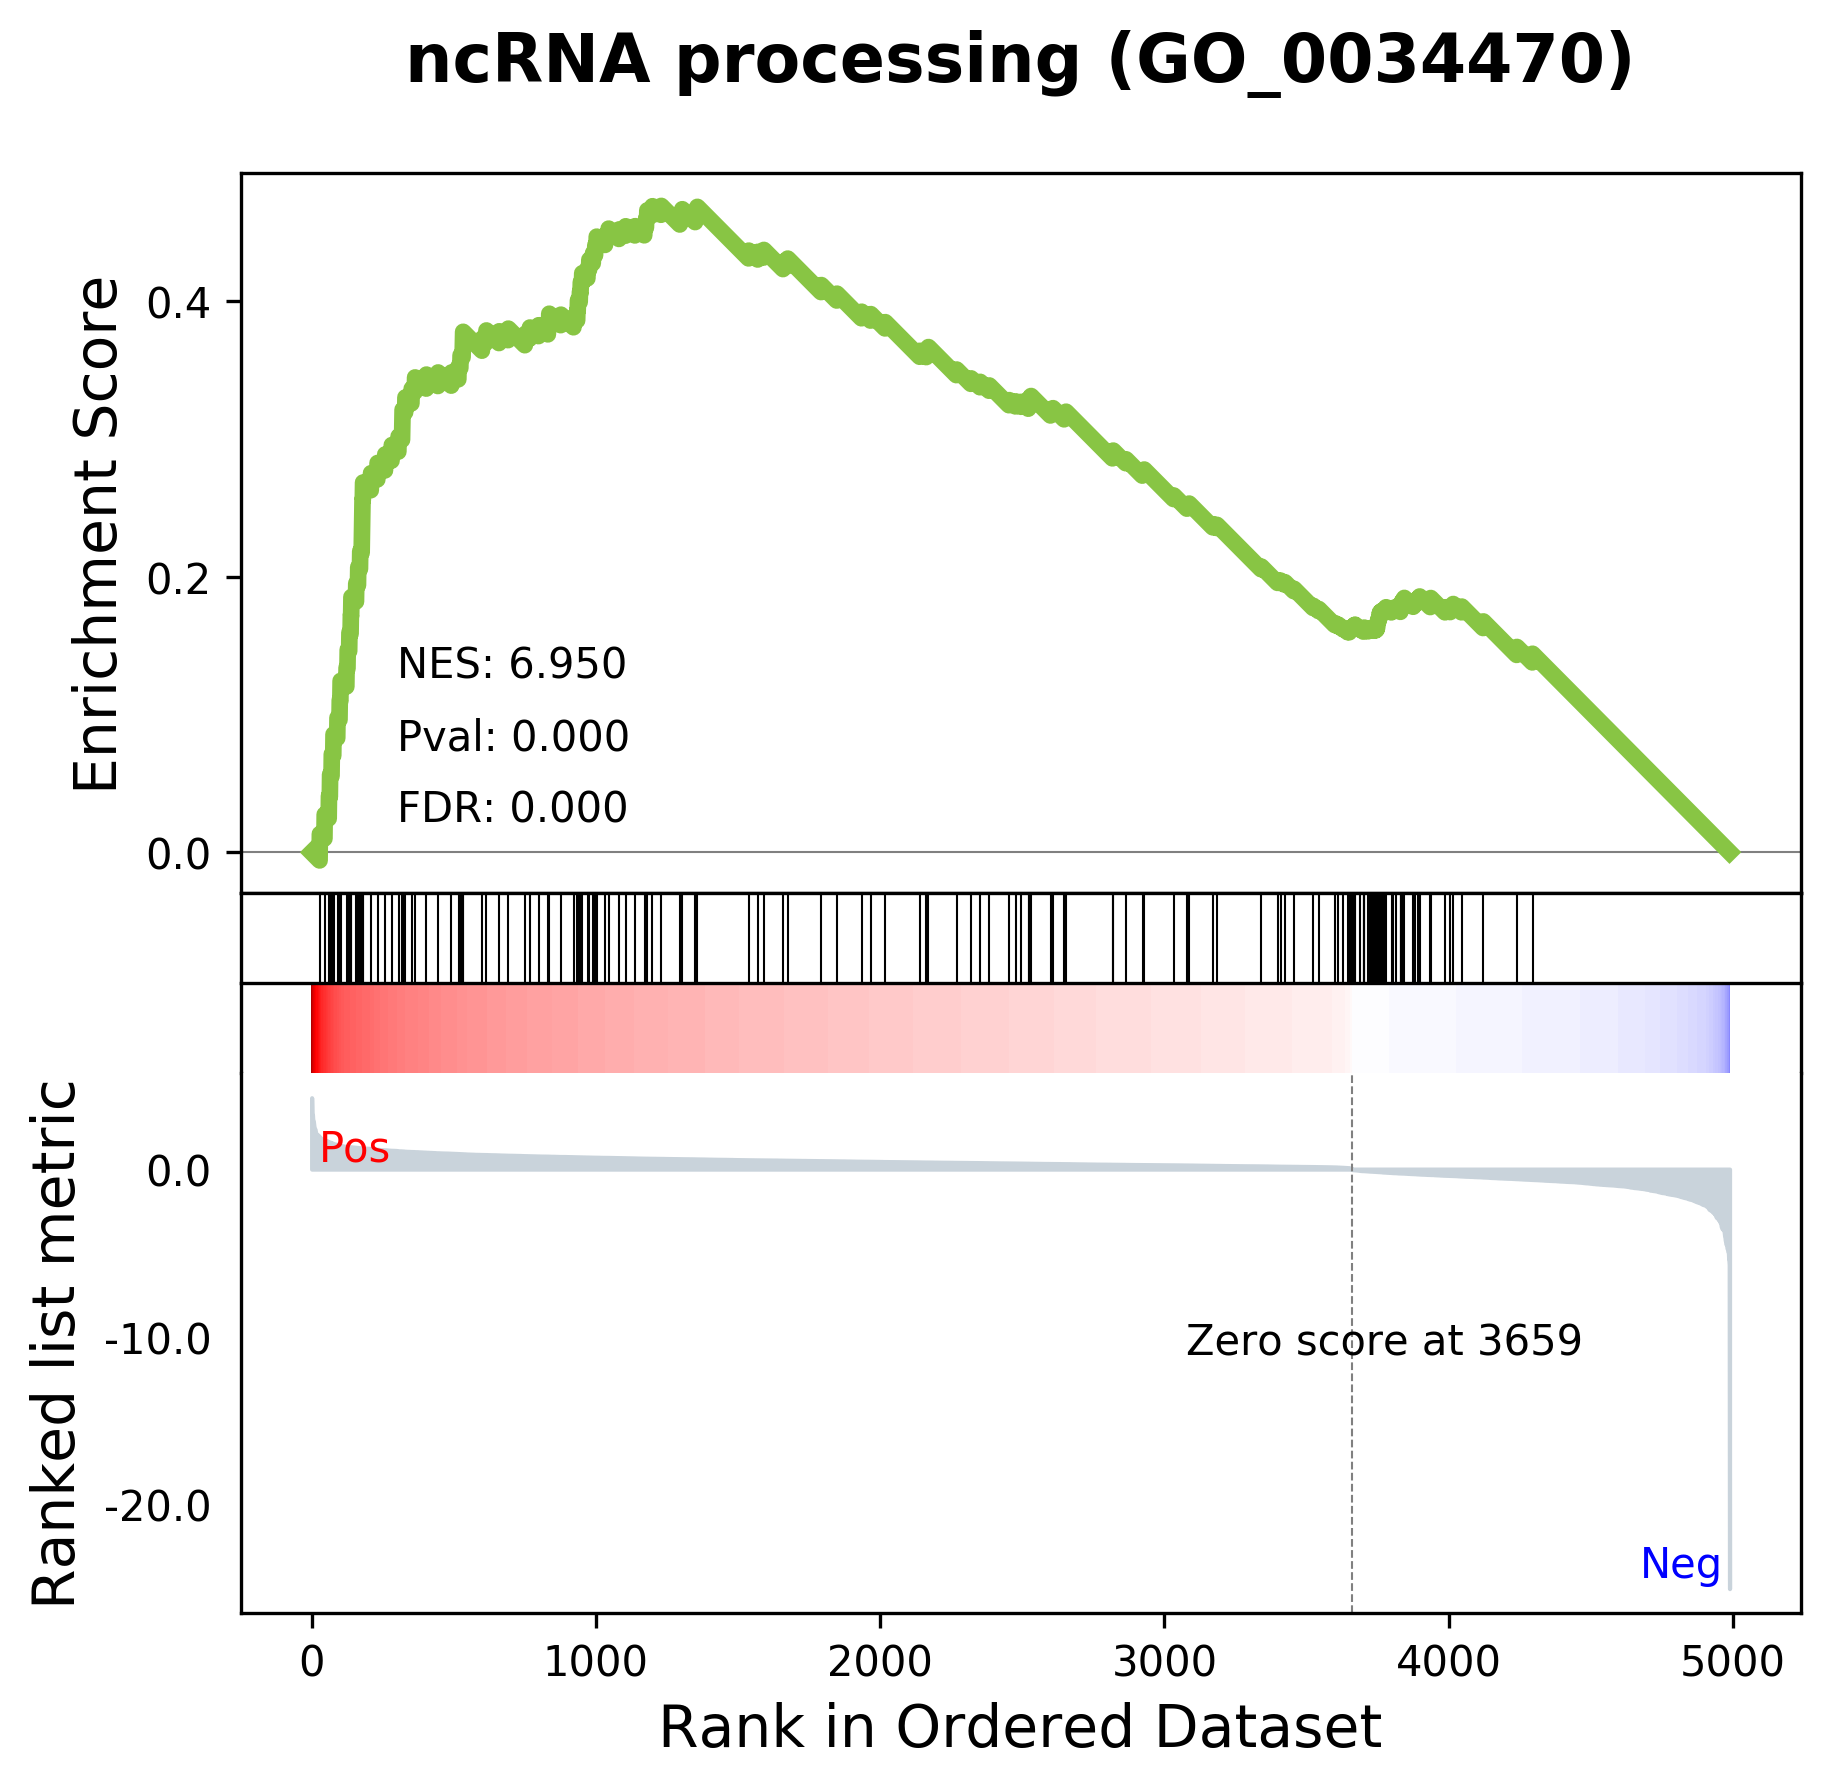 ncRNA processing (GO_0034470)
Enrichment Score
0.4
0.2
0.0
NES: 6.950
Pval: 0.000
FDR: 0.000
Ranked list metric
0.0
-10.0
-20.0
Pos
Zero score at 3659
Neg
0 1000 2000 3000 4000 5000
Rank in Ordered Dataset